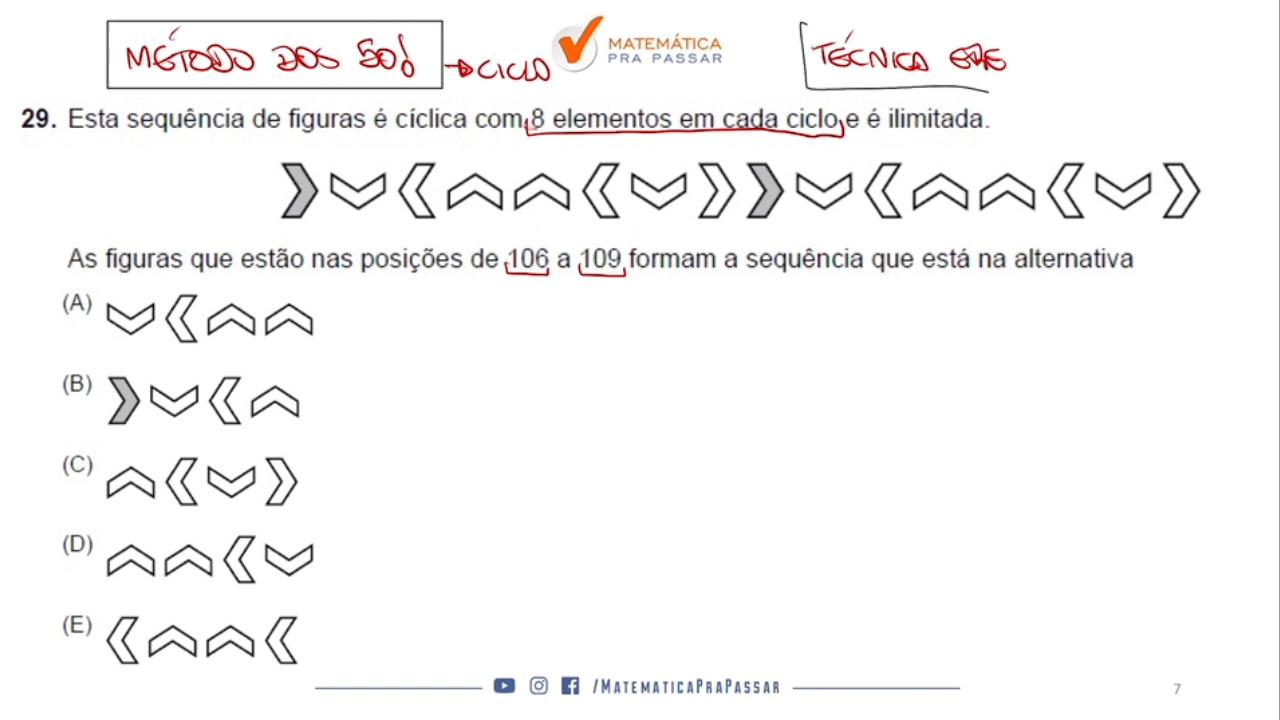 MÉTODO DOS 50!
→ CICLO
MATEMÁTICA
PRA PASSAR
TÉCNICA
29. Esta sequência de figuras é cíclica com 8 elementos em cada ciclo e é ilimitada.
As figuras que estão nas posições de 106 a 109 formam a sequência que está na alternativa
(A)
(B)
(C)
(D)
(E)
/MATEMATICAPRAPASSAR
7